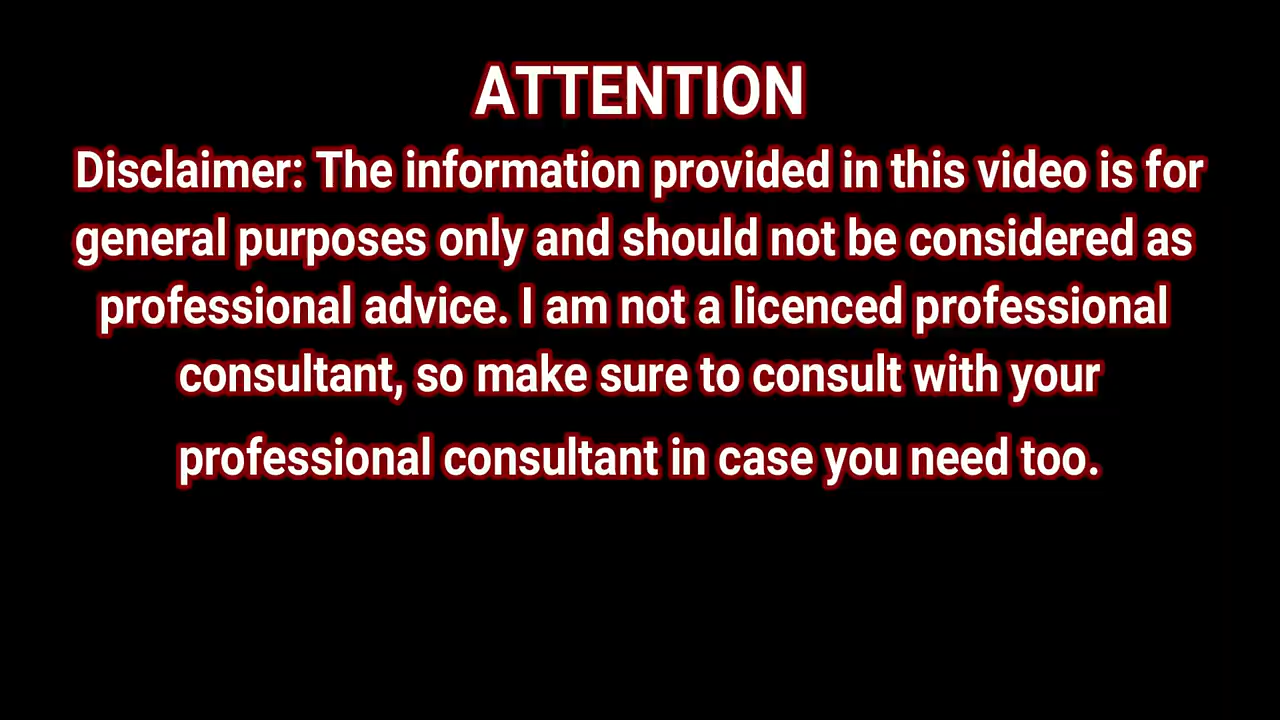 ATTENTION
Disclaimer: The information provided in this video is for
general purposes only and should not be considered as
professional advice. I am not a licenced professional
consultant, so make sure to consult with your
professional consultant in case you need too.